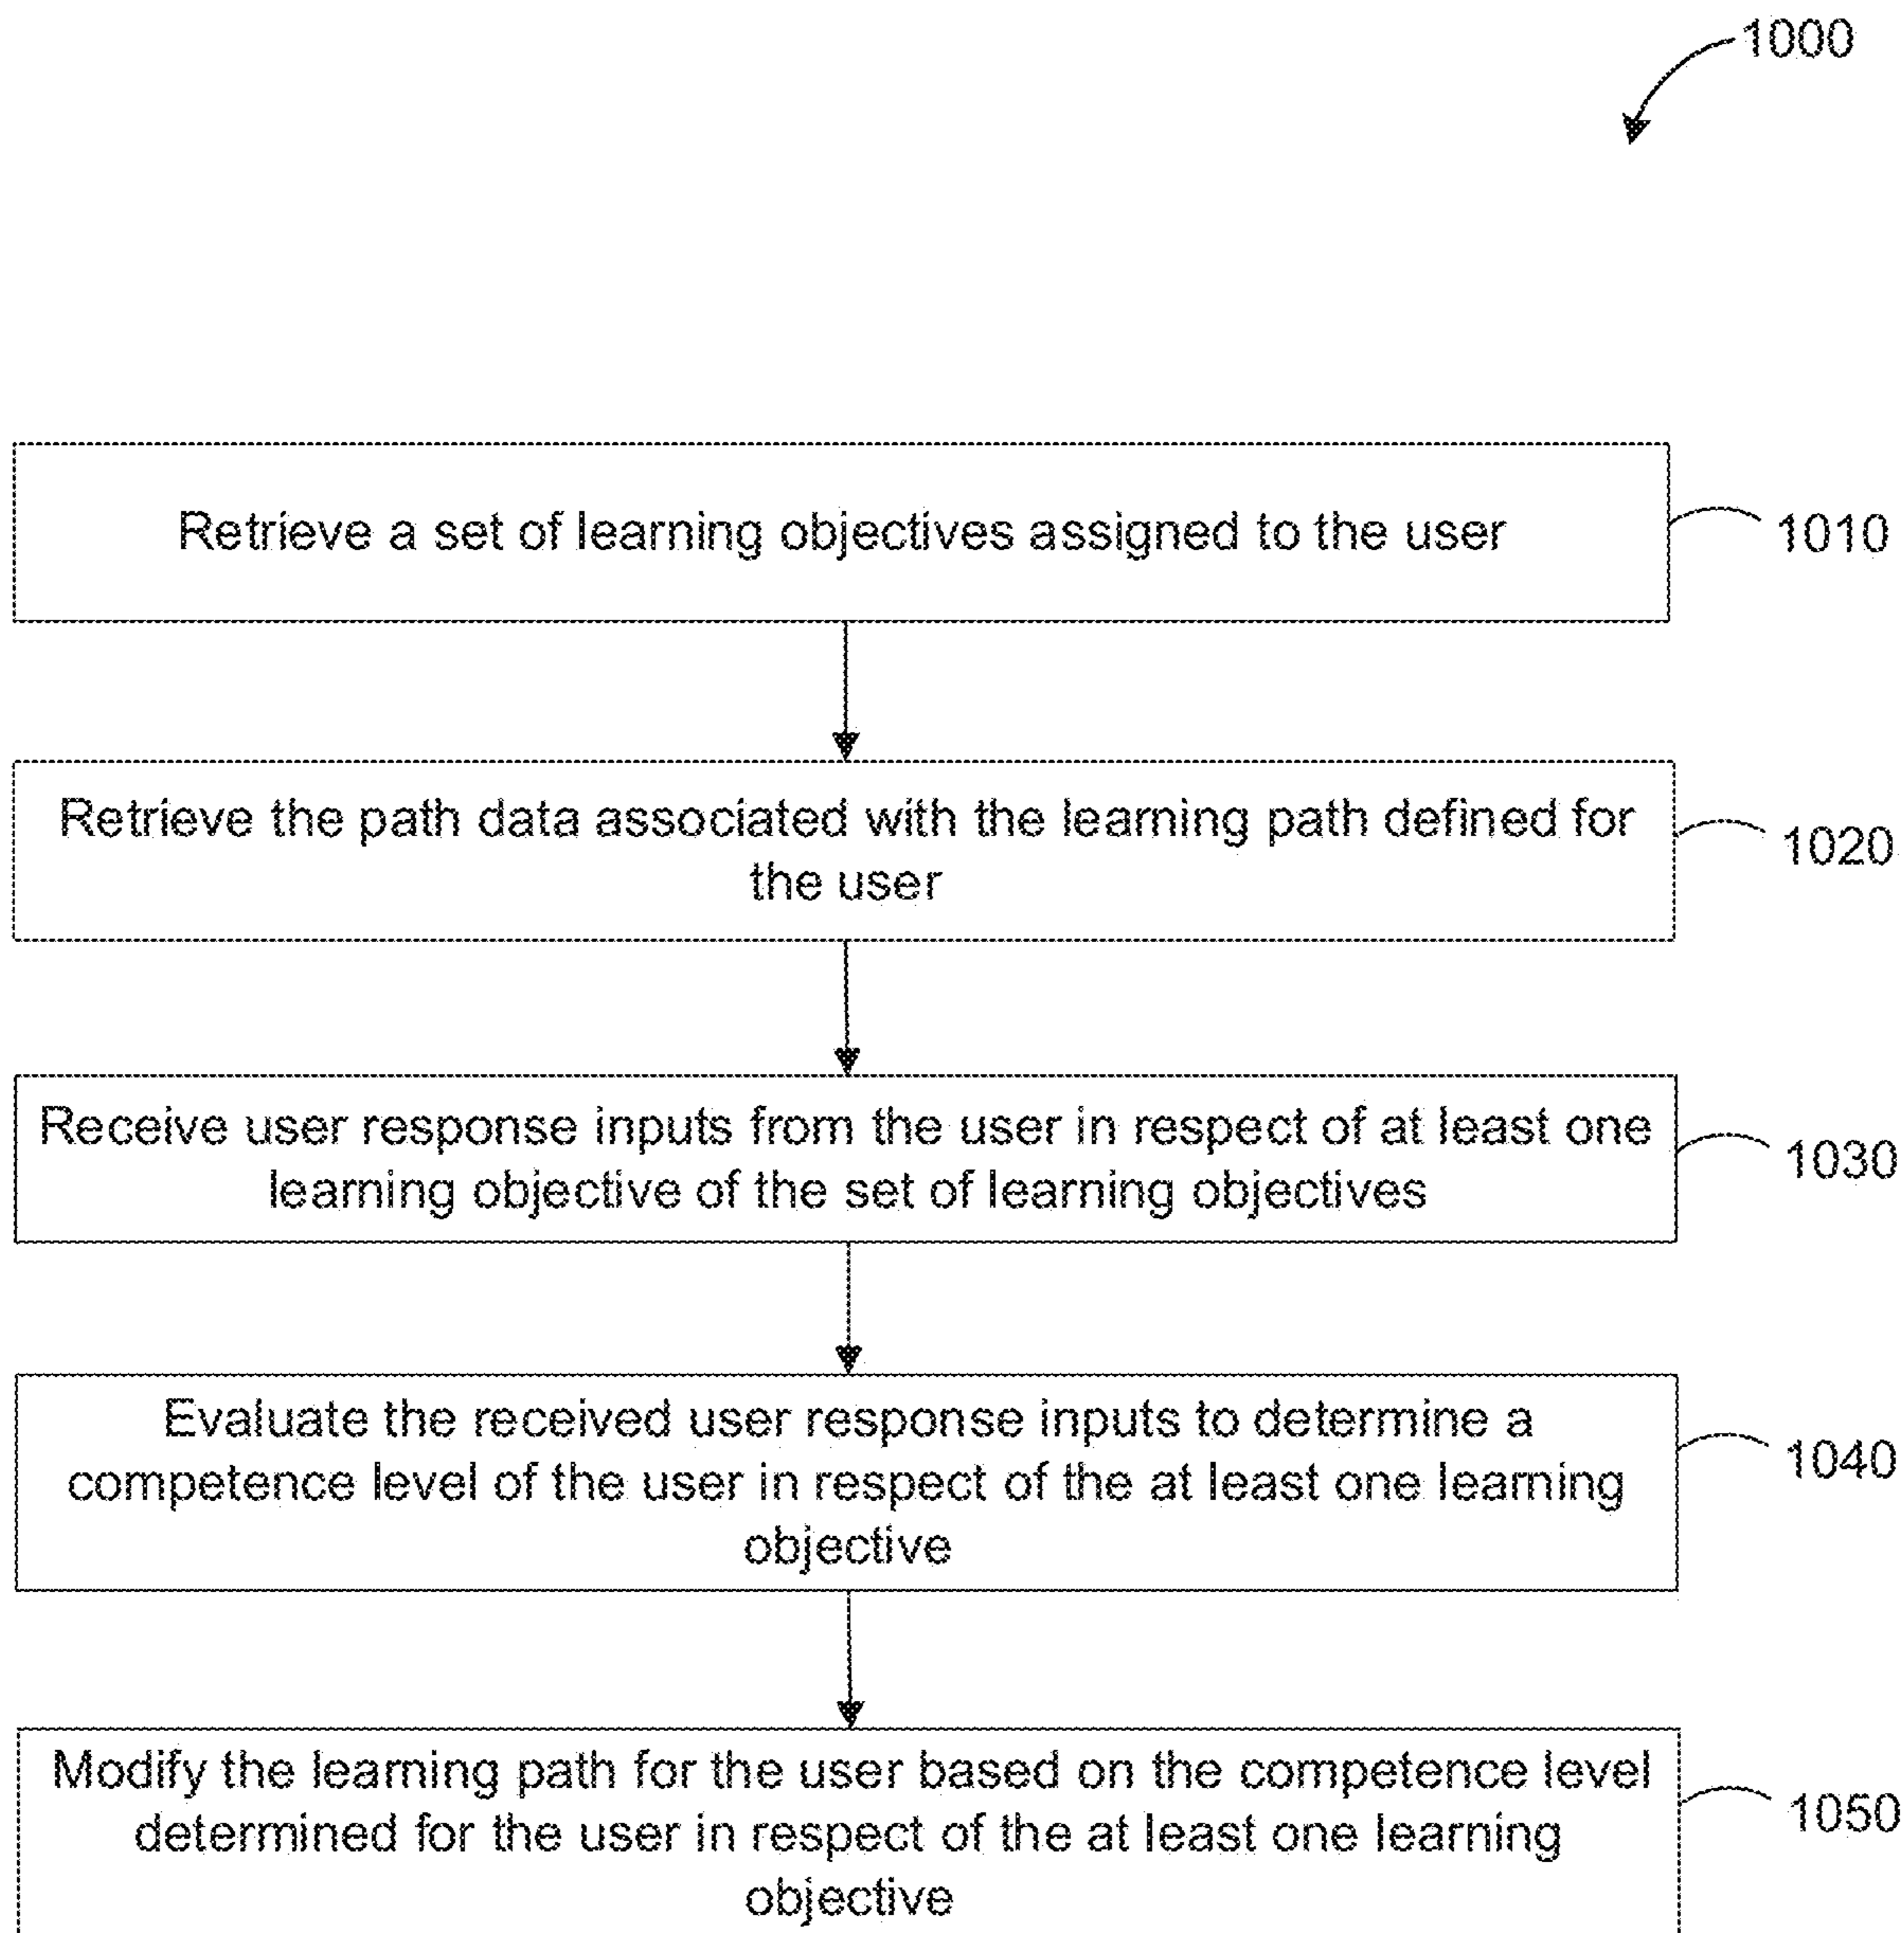 1000
Retrieve a set of learning objectives assigned to the user
1010
Retrieve the path data associated with the learning path defined for
the user
1020
Receive user response inputs from the user in respect of at least one
learning objective of the set of learning objectives
1030
Evaluate the received user response inputs to determine a
competence level of the user in respect of the at least one learning
objective
1040
Modify the learning path for the user based on the competence level
determined for the user in respect of the at least one learning
objective
1050